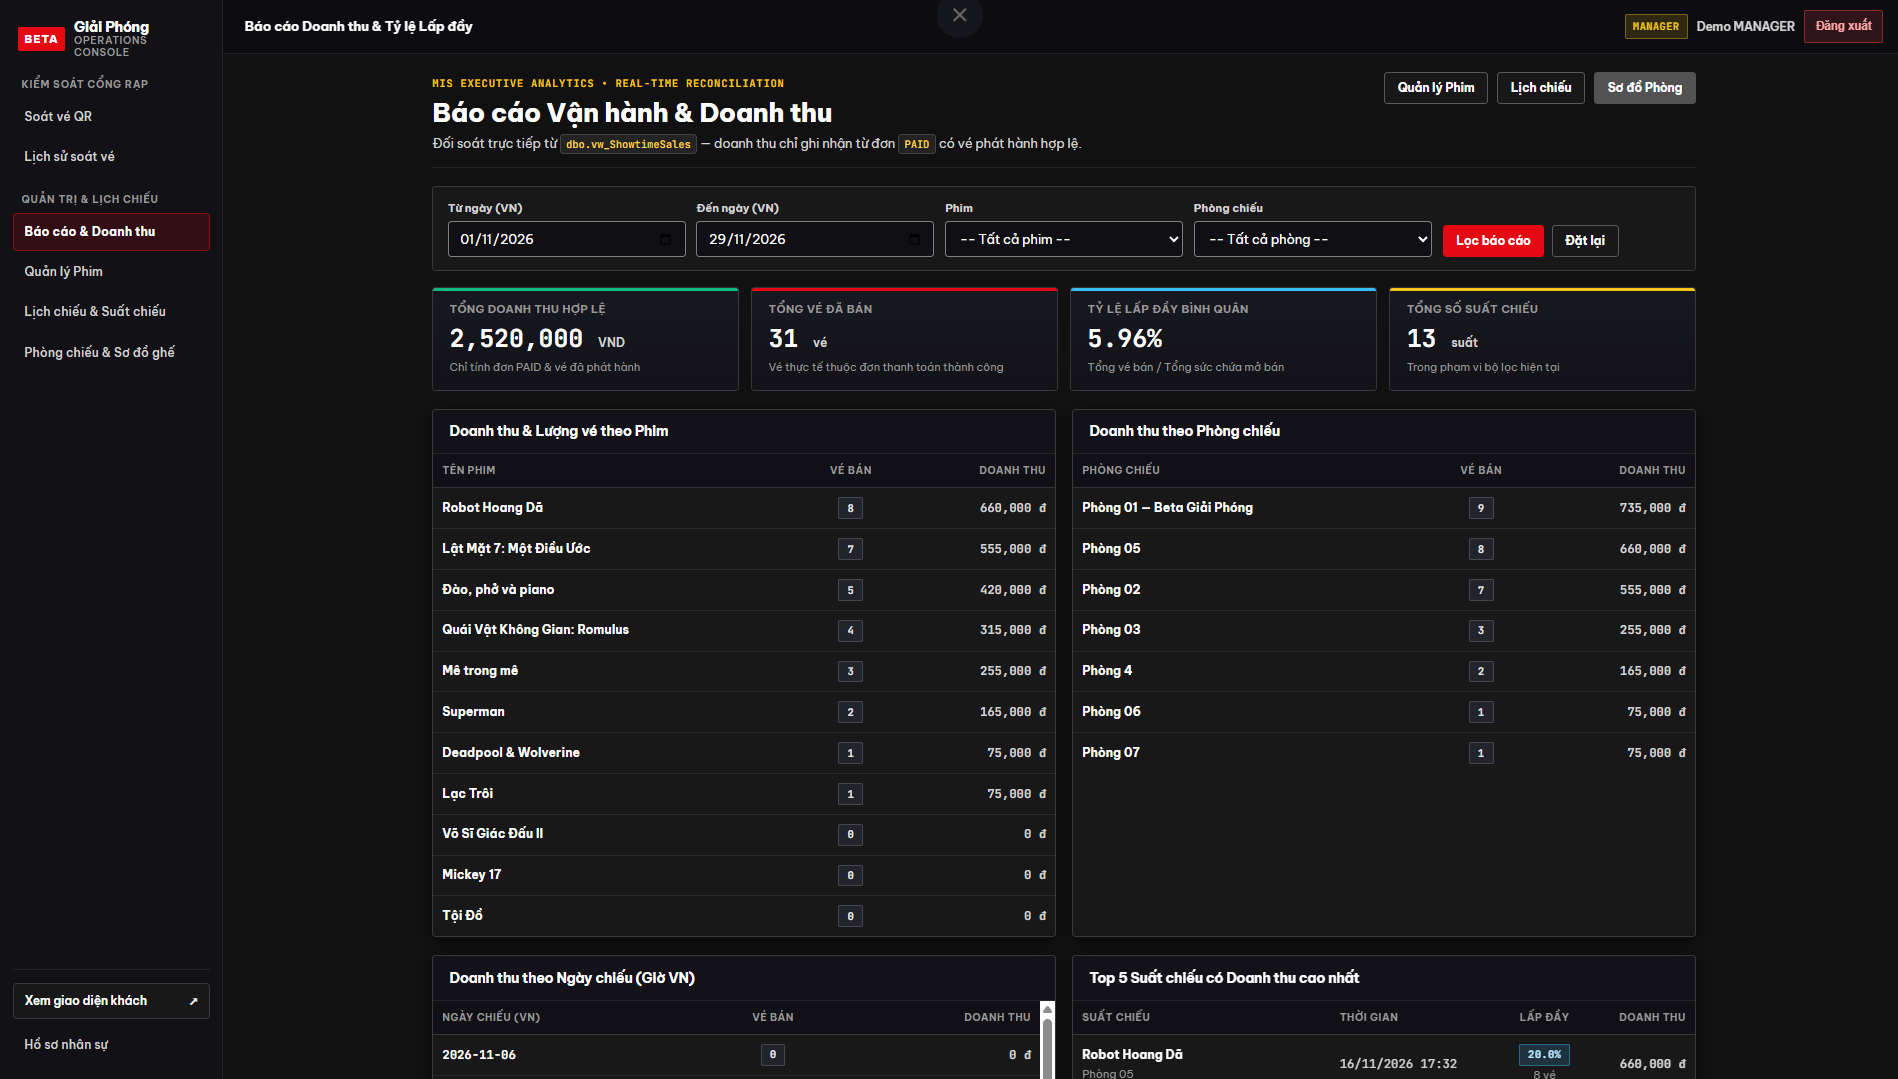 BETA
Giải Phóng
OPERATIONS
CONSOLE
KIỂM SOÁT CỔNG RẠP
Soát vé QR
Lịch sử soát vé
QUẢN TRỊ & LỊCH CHIẾU
Báo cáo & Doanh thu
Quản lý Phim
Lịch chiếu & Suất chiếu
Phòng chiếu & Sơ đồ ghế
Xem giao diện khách ↗
Hồ sơ nhân sự
Báo cáo Doanh thu & Tỷ lệ Lấp đầy
MANAGER Demo MANAGER Đăng xuất
MIS EXECUTIVE ANALYTICS • REAL-TIME RECONCILIATION
Báo cáo Vận hành & Doanh thu
Đối soát trực tiếp từ dbo.vw_ShowtimeSales — doanh thu chỉ ghi nhận từ đơn PAID có vé phát hành hợp lệ.
Quản lý Phim Lịch chiếu Sơ đồ Phòng
Từ ngày (VN) Đến ngày (VN) Phim Phòng chiếu
01/11/2026 29/11/2026 -- Tất cả phim -- -- Tất cả phòng -- Lọc báo cáo Đặt lại
TỔNG DOANH THU HỢP LỆ
2,520,000 VND
Chỉ tính đơn PAID & vé đã phát hành
TỔNG VÉ ĐÃ BÁN
31 vé
Vé thực tế thuộc đơn thanh toán thành công
TỶ LỆ LẤP ĐẦY BÌNH QUÂN
5.96%
Tổng vé bán / Tổng sức chứa mở bán
TỔNG SỐ SUẤT CHIẾU
13 suất
Trong phạm vi bộ lọc hiện tại
Doanh thu & Lượng vé theo Phim
TÊN PHIM VÉ BÁN DOANH THU
Robot Hoang Dã 8 660,000 đ
Lật Mặt 7: Một Điều Ước 7 555,000 đ
Đào, phở và piano 5 420,000 đ
Quái Vật Không Gian: Romulus 4 315,000 đ
Mê trong mê 3 255,000 đ
Superman 2 165,000 đ
Deadpool & Wolverine 1 75,000 đ
Lạc Trôi 1 75,000 đ
Võ Sĩ Giác Đấu II 0 0 đ
Mickey 17 0 0 đ
Tội Đồ 0 0 đ
Doanh thu theo Phòng chiếu
PHÒNG CHIẾU VÉ BÁN DOANH THU
Phòng 01 — Beta Giải Phóng 9 735,000 đ
Phòng 05 8 660,000 đ
Phòng 02 7 555,000 đ
Phòng 03 3 255,000 đ
Phòng 4 2 165,000 đ
Phòng 06 1 75,000 đ
Phòng 07 1 75,000 đ
Doanh thu theo Ngày chiếu (Giờ VN)
NGÀY CHIẾU (VN) VÉ BÁN DOANH THU
2026-11-06 0 0 đ
Top 5 Suất chiếu có Doanh thu cao nhất
SUẤT CHIẾU THỜI GIAN LẤP ĐẦY DOANH THU
Robot Hoang Dã 16/11/2026 17:32 20.0% 660,000 đ
Phòng 05 8 vé